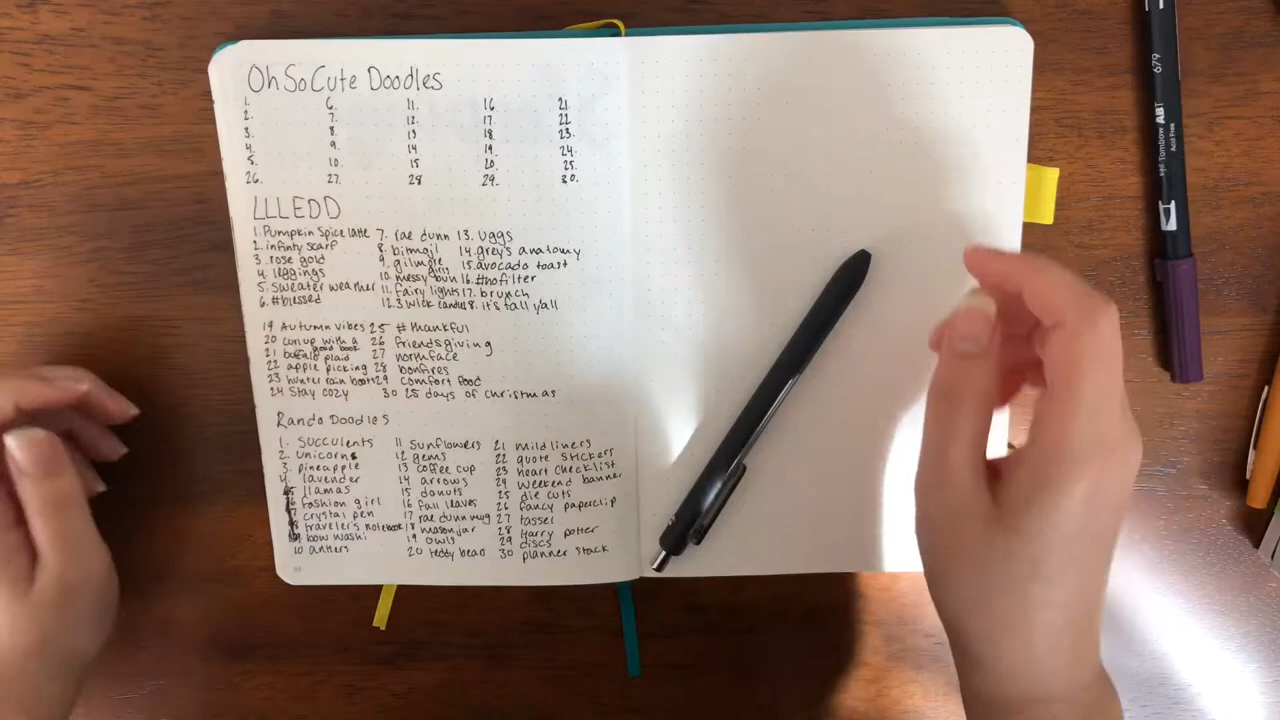 Oh So Cute Doodles
1. 6. 11. 16 21.
2. 7. 12. 17. 22
3. 8. 13 18. 23.
4. 9 14 19. 24.
5. 10. 15 20. 25.
26. 27. 28 29. 30.
LLLEDD
1. Pumpkin Spice latte 7. rae dunn 13. uggs
2. infinty scarf 8. bitmoji 14. grey's anatomy
3. rose gold 9. gilmore girls 15. avocado toast
4. leggings 10. messy bun 16. #nofilter
5. Sweater weather 11. fairy lights 17. brunch
6. #blessed 12. 3 wick candle 18. it's fall y'all
19 Autumn vibes 25 #thankful
20 curl up with a good book 26 friendsgiving
21 buffalo plaid 27 northface
22 apple picking 28 bonfires
23 hunter rain boots 29 comfort food
24 Stay cozy 30 25 days of christmas
Rando Doodles
1. Succulents 11 sunflowers 21 mildliners
2. Unicorns 12 gems 22 quote stickers
3. pineapple 13 coffee cup 23 heart checklist
4. lavender 14 arrows 24 weekend banner
5 llamas 15 donuts 25 die cuts
6 fashion girl 16 fall leaves 26 fancy paperclip
7 crystal pen 17 rae dunn mug 27 tassel
8 traveler's notebook 18 mason jar 28 Harry potter
9 bow washi 19 owls 29 discs
10 antlers 20 teddy bear 30 planner stack
679
Tombow ABT
Acid Free